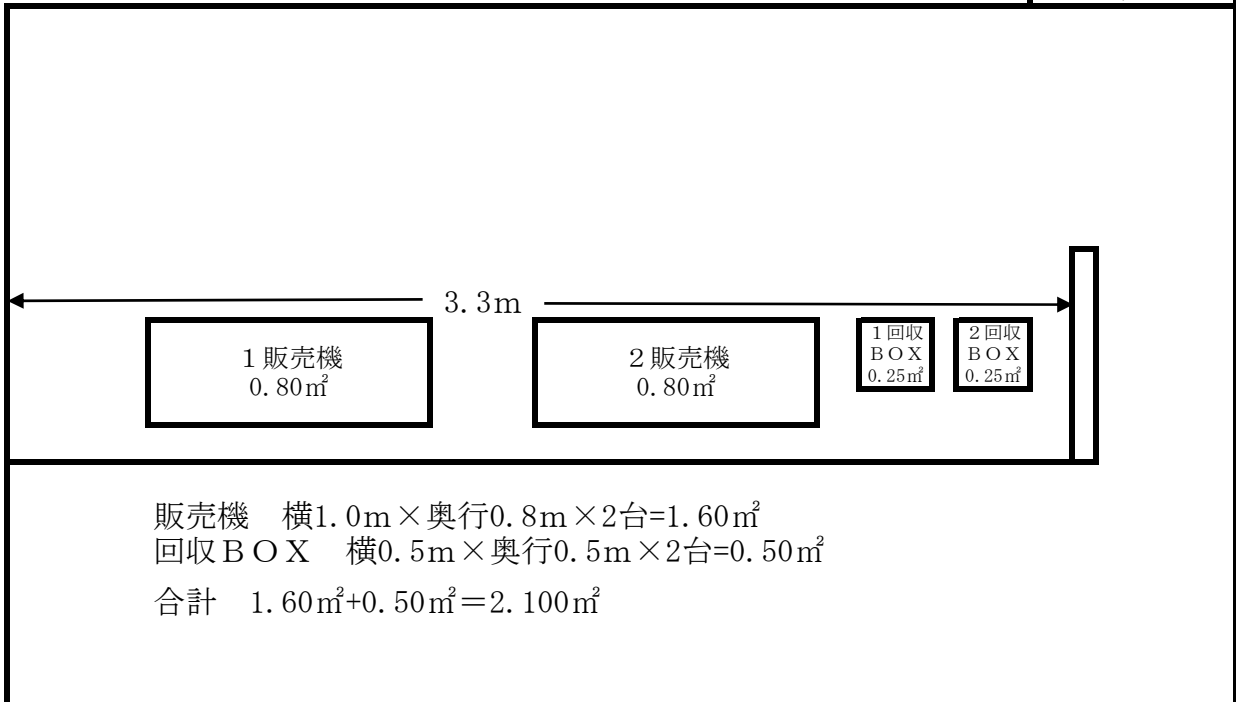 3.3m
1販売機
0.80㎡
2販売機
0.80㎡
1回収
BOX
0.25㎡
2回収
BOX
0.25㎡
販売機　横1.0m×奥行0.8m×2台=1.60㎡
回収BOX　横0.5m×奥行0.5m×2台=0.50㎡
合計　1.60㎡+0.50㎡=2.100㎡